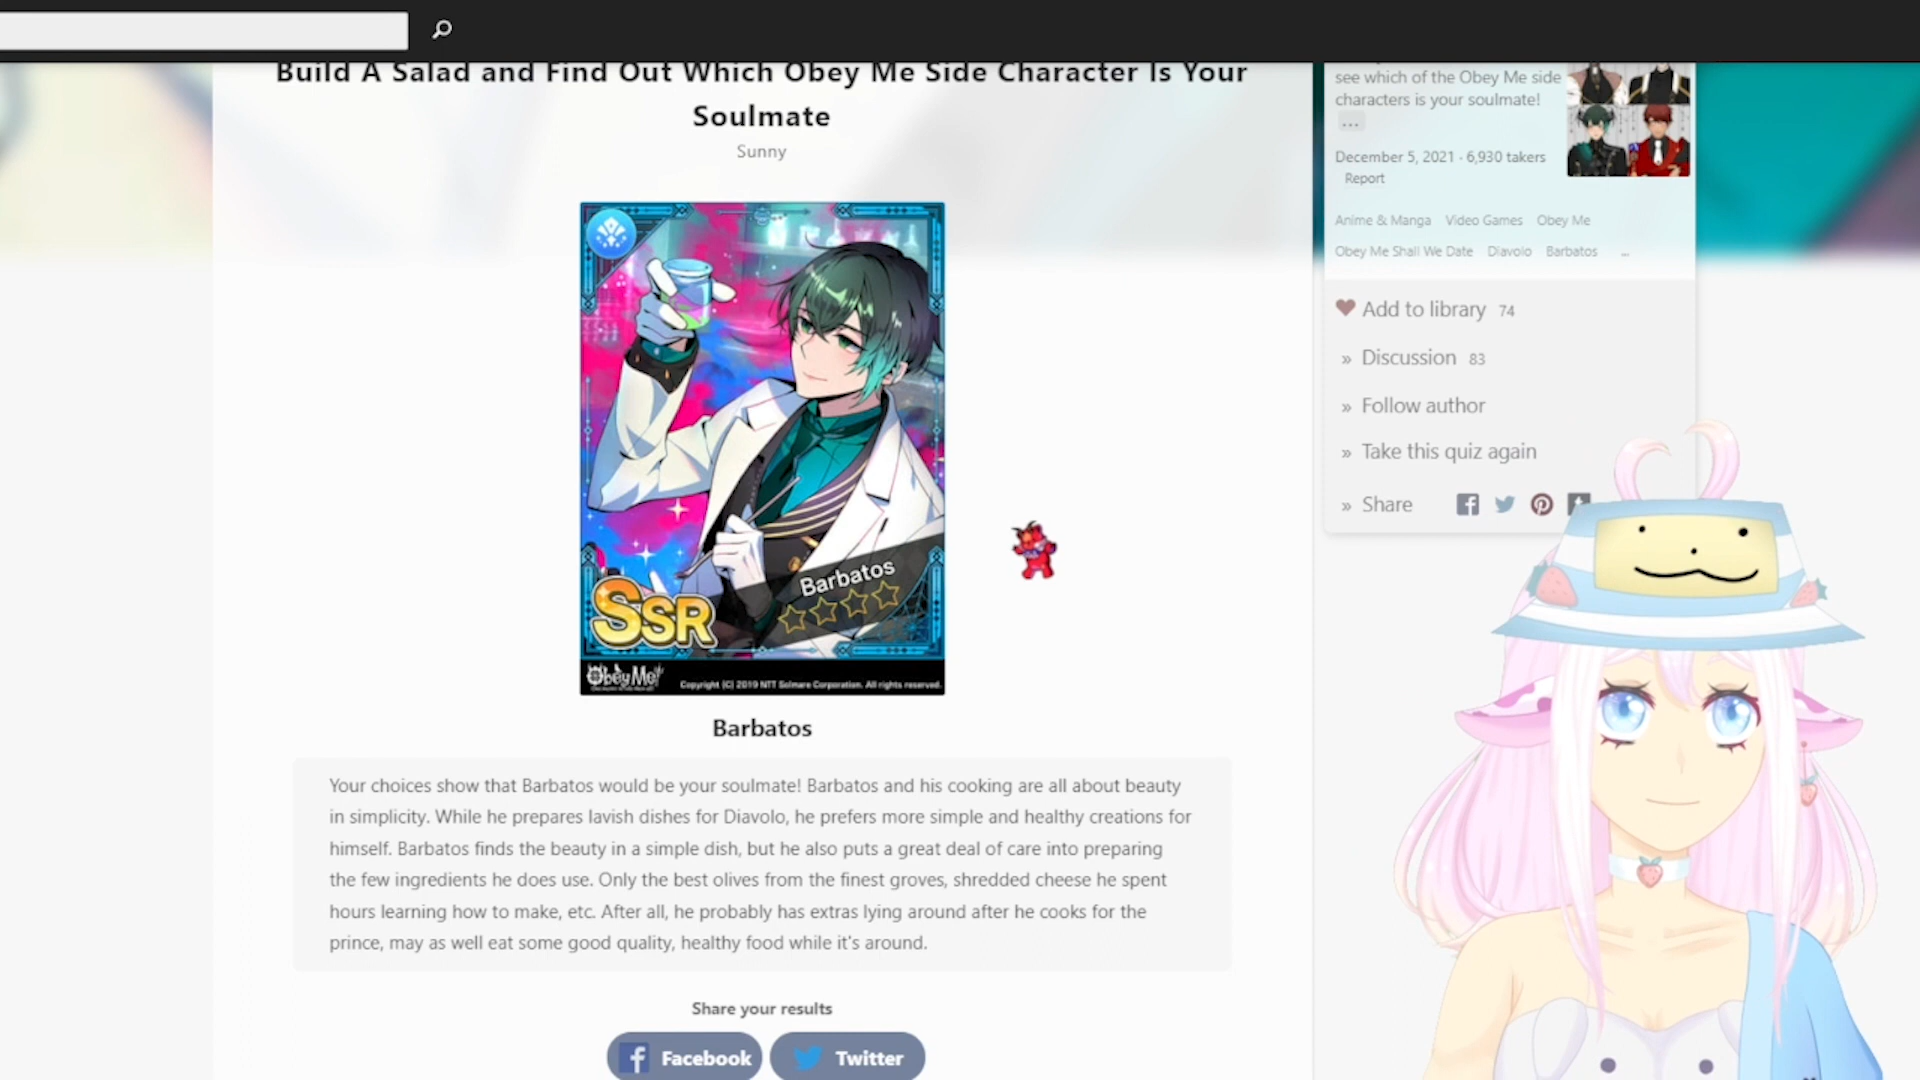 Build A Salad and Find Out Which Obey Me Side Character Is Your
Soulmate
Sunny
SSR
Barbatos
Obey Me!
Copyright (C) 2019 NTT Solmare Corporation. All rights reserved.
Barbatos
Your choices show that Barbatos would be your soulmate! Barbatos and his cooking are all about beauty
in simplicity. While he prepares lavish dishes for Diavolo, he prefers more simple and healthy creations for
himself. Barbatos finds the beauty in a simple dish, but he also puts a great deal of care into preparing
the few ingredients he does use. Only the best olives from the finest groves, shredded cheese he spent
hours learning how to make, etc. After all, he probably has extras lying around after he cooks for the
prince, may as well eat some good quality, healthy food while it's around.
Share your results
Facebook
Twitter
see which of the Obey Me side
characters is your soulmate!
...
December 5, 2021 · 6,930 takers
Report
Anime & Manga Video Games Obey Me
Obey Me Shall We Date Diavolo Barbatos ...
Add to library 74
» Discussion 83
» Follow author
» Take this quiz again
» Share